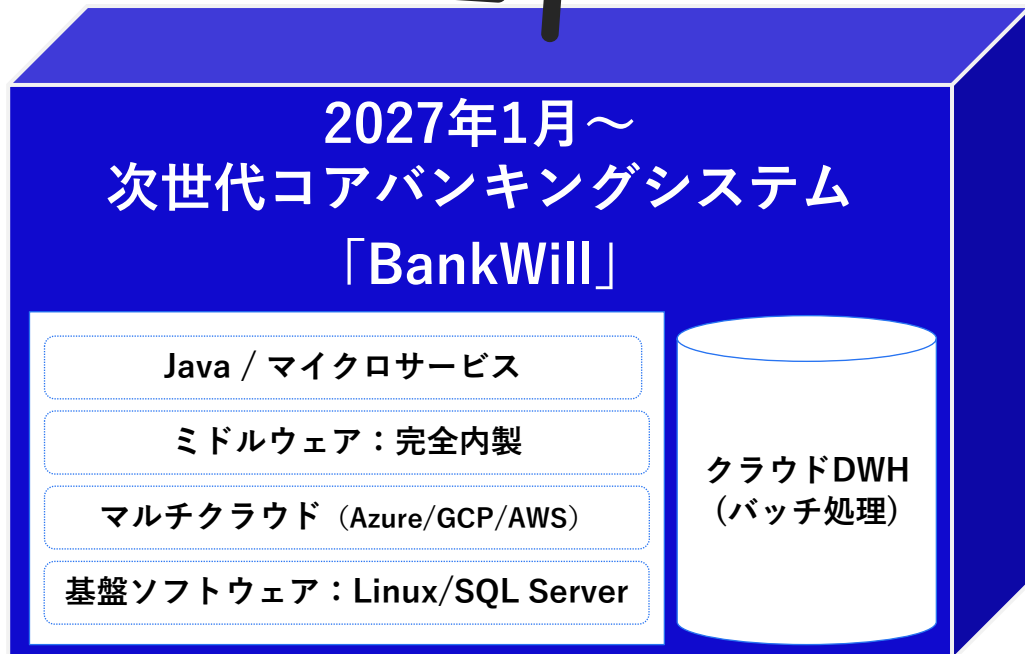 2027年1月～
次世代コアバンキングシステム
「BankWill」
Java / マイクロサービス
ミドルウェア：完全内製
マルチクラウド（Azure/GCP/AWS）
基盤ソフトウェア：Linux/SQL Server
クラウドDWH
(バッチ処理)